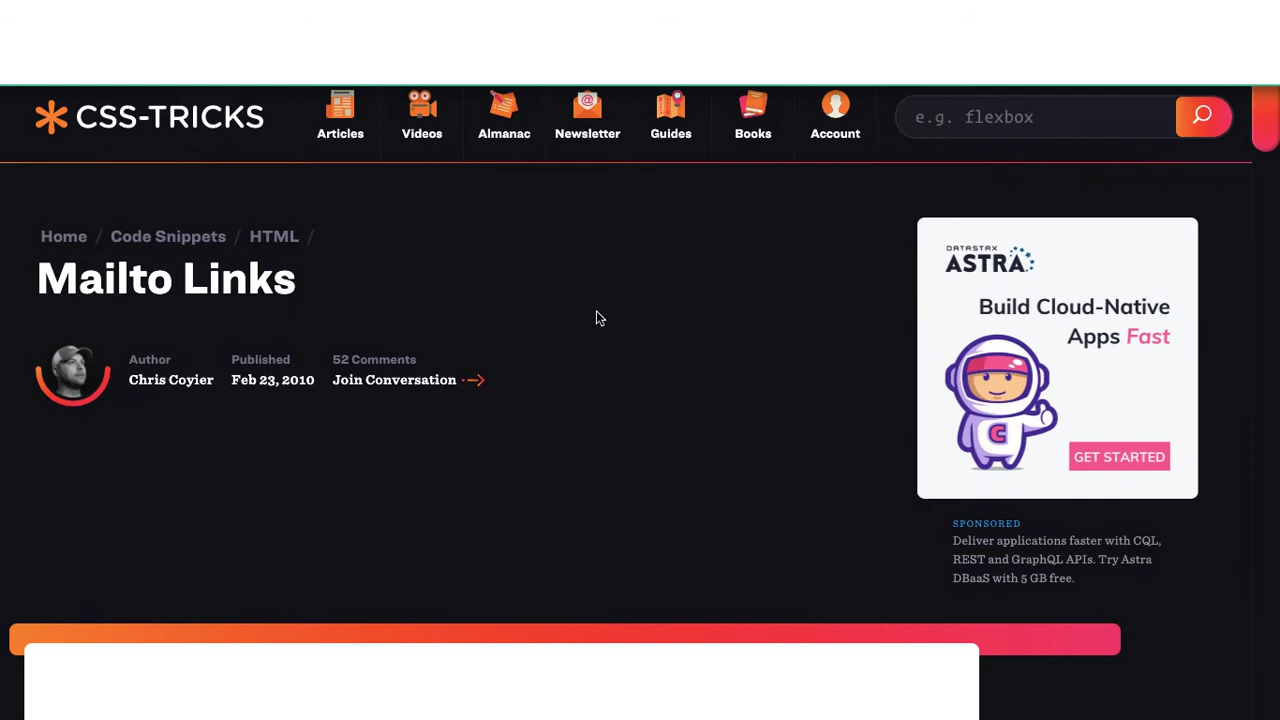 CSS-TRICKS
Articles
Videos
Almanac
Newsletter
Guides
Books
Account
e.g. flexbox
Home / Code Snippets / HTML /
Mailto Links
Author
Chris Coyier
Published
Feb 23, 2010
52 Comments
Join Conversation
DATASTAX
ASTRA
Build Cloud-Native
Apps Fast
C
GET STARTED
SPONSORED
Deliver applications faster with CQL,
REST and GraphQL APIs. Try Astra
DBaaS with 5 GB free.